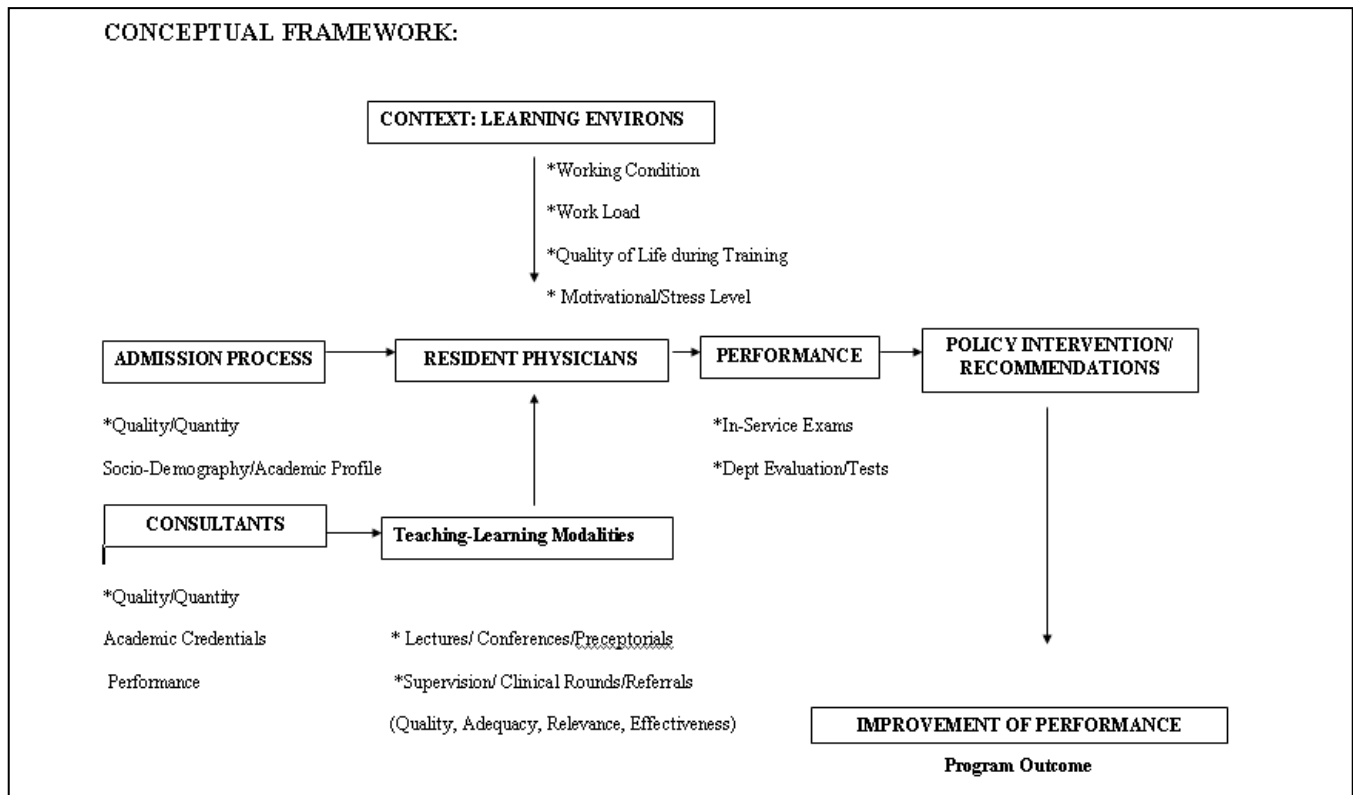 CONCEPTUAL FRAMEWORK:
CONTEXT: LEARNING ENVIRONS
*Working Condition
*Work Load
*Quality of Life during Training
* Motivational/Stress Level
ADMISSION PROCESS
RESIDENT PHYSICIANS
PERFORMANCE
POLICY INTERVENTION/
RECOMMENDATIONS
*Quality/Quantity
Socio-Demography/Academic Profile
*In-Service Exams
*Dept Evaluation/Tests
CONSULTANTS
Teaching-Learning Modalities
*Quality/Quantity
Academic Credentials
Performance
* Lectures/ Conferences/Preceptorials
*Supervision/ Clinical Rounds/Referrals
(Quality, Adequacy, Relevance, Effectiveness)
IMPROVEMENT OF PERFORMANCE
Program Outcome